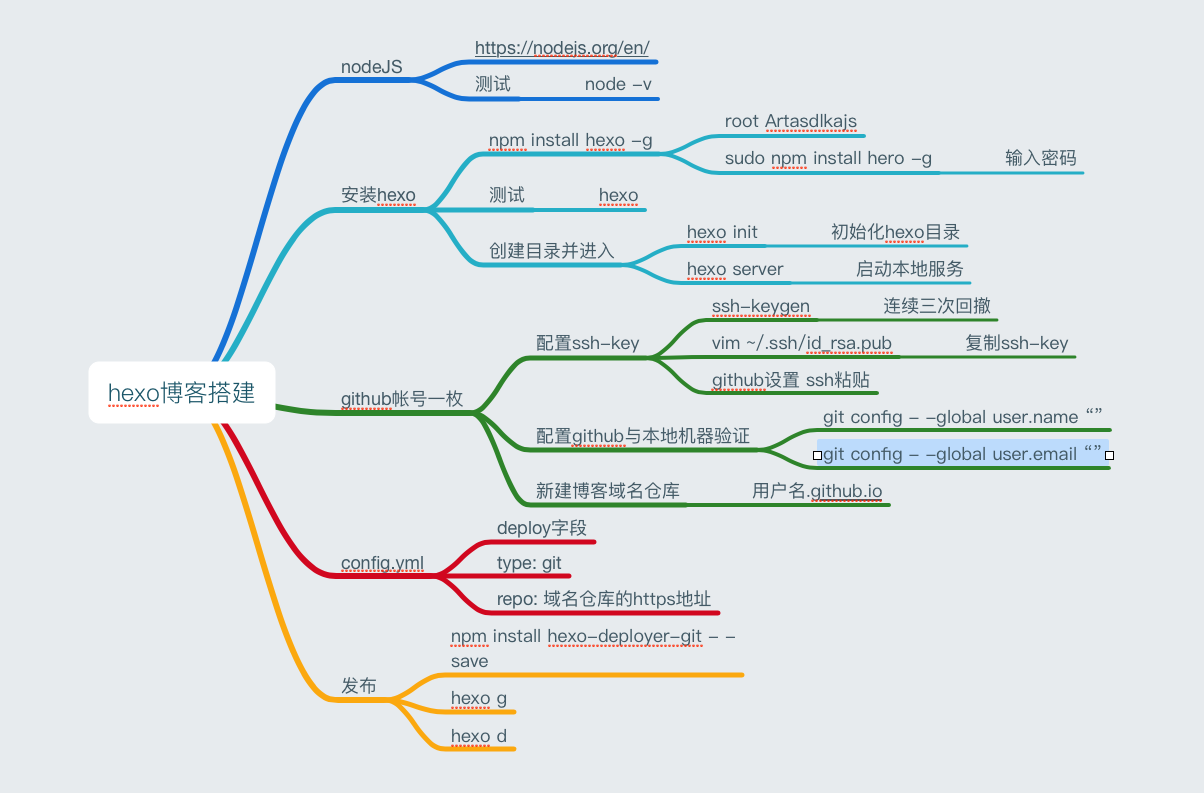 https://nodejs.org/en/
nodeJS
测试 node -v
root Artasdlkajs
npm install hexo -g
sudo npm install hero -g 输入密码
安装hexo
测试 hexo
hexo init 初始化hexo目录
创建目录并进入
hexo server 启动本地服务
ssh-keygen 连续三次回撤
配置ssh-key
vim ~/.ssh/id_rsa.pub 复制ssh-key
github设置 ssh粘贴
hexo博客搭建
github帐号一枚
git config - -global user.name “”
配置github与本地机器验证
git config - -global user.email “”
新建博客域名仓库 用户名.github.io
deploy字段
config.yml
type: git
repo: 域名仓库的https地址
npm install hexo-deployer-git - -
save
发布
hexo g
hexo d